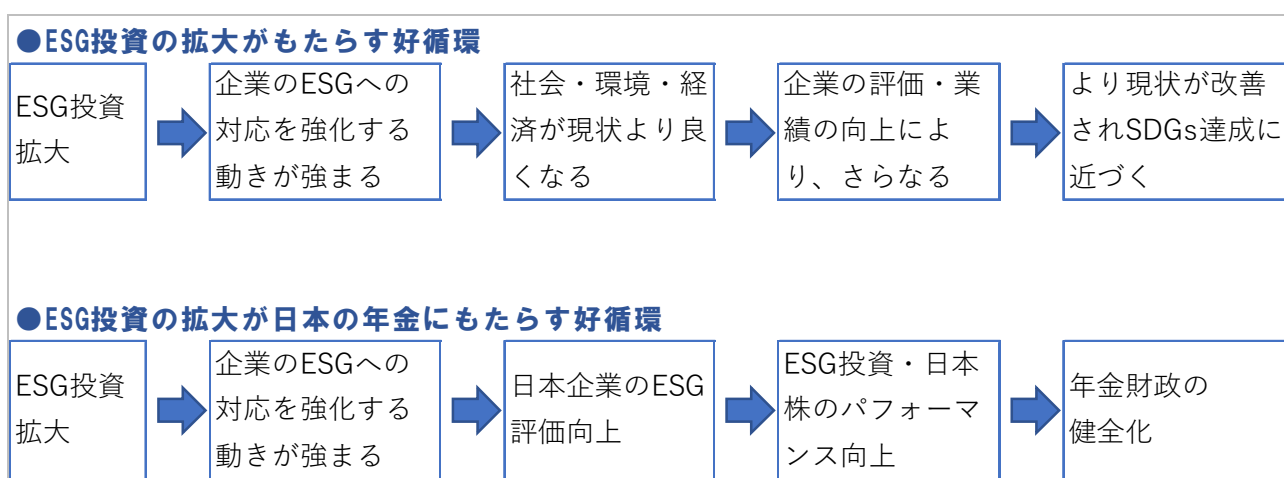 ●ESG投資の拡大がもたらす好循環
ESG投資
拡大
企業のESGへの
対応を強化する
動きが強まる
社会・環境・経
済が現状より良
くなる
企業の評価・業
績の向上によ
り、さらなる
より現状が改善
されSDGs達成に
近づく
●ESG投資の拡大が日本の年金にもたらす好循環
ESG投資
拡大
企業のESGへの
対応を強化する
動きが強まる
日本企業のESG
評価向上
ESG投資・日本
株のパフォーマ
ンス向上
年金財政の
健全化